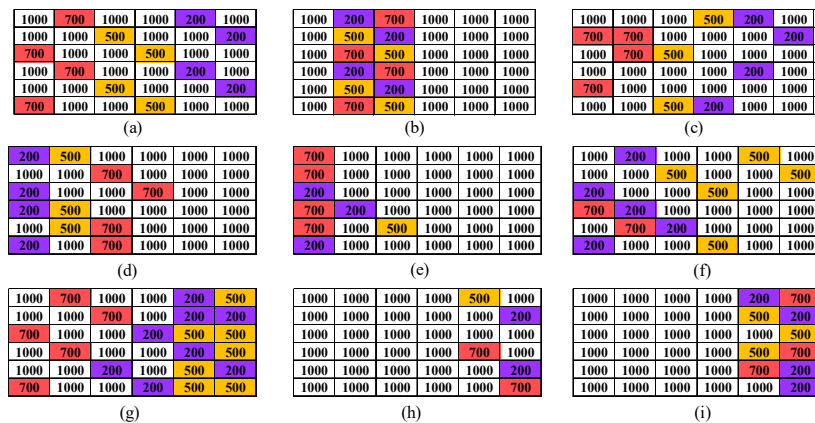 1000 700 1000 1000 200 1000
1000 1000 500 1000 1000 200
700 1000 1000 500 1000 1000
1000 700 1000 1000 200 1000
1000 1000 500 1000 1000 200
700 1000 1000 500 1000 1000
(a)
1000 200 700 1000 1000 1000
1000 500 200 1000 1000 1000
1000 700 500 1000 1000 1000
1000 200 700 1000 1000 1000
1000 500 200 1000 1000 1000
1000 700 500 1000 1000 1000
(b)
1000 1000 1000 500 200 1000
700 700 1000 1000 1000 200
1000 700 500 1000 1000 1000
1000 1000 1000 1000 200 1000
700 1000 1000 1000 1000 1000
1000 1000 500 200 1000 1000
(c)
200 500 1000 1000 1000 1000
1000 1000 700 1000 1000 1000
200 1000 1000 700 1000 1000
200 500 1000 1000 1000 1000
1000 500 700 1000 1000 1000
200 1000 700 1000 1000 1000
(d)
700 1000 1000 1000 1000 1000
700 1000 1000 1000 1000 1000
200 1000 1000 1000 1000 1000
700 200 1000 1000 1000 1000
700 1000 500 1000 1000 1000
200 1000 1000 1000 1000 1000
(e)
1000 200 1000 1000 500 1000
1000 1000 500 1000 1000 500
200 1000 1000 500 1000 1000
700 200 1000 1000 1000 1000
1000 700 200 1000 1000 1000
200 1000 1000 500 1000 1000
(f)
1000 700 1000 1000 200 500
1000 1000 700 1000 200 200
700 1000 1000 200 500 500
1000 700 1000 1000 200 500
1000 1000 200 1000 500 200
700 1000 1000 200 500 500
(g)
1000 1000 1000 1000 500 1000
1000 1000 1000 1000 1000 200
1000 1000 1000 1000 1000 1000
1000 1000 1000 1000 700 1000
1000 1000 1000 1000 1000 200
1000 1000 1000 1000 1000 700
(h)
1000 1000 1000 1000 200 700
1000 1000 1000 1000 500 200
1000 1000 1000 1000 1000 500
1000 1000 1000 1000 500 700
1000 1000 1000 1000 700 200
1000 1000 1000 1000 1000 200
(i)